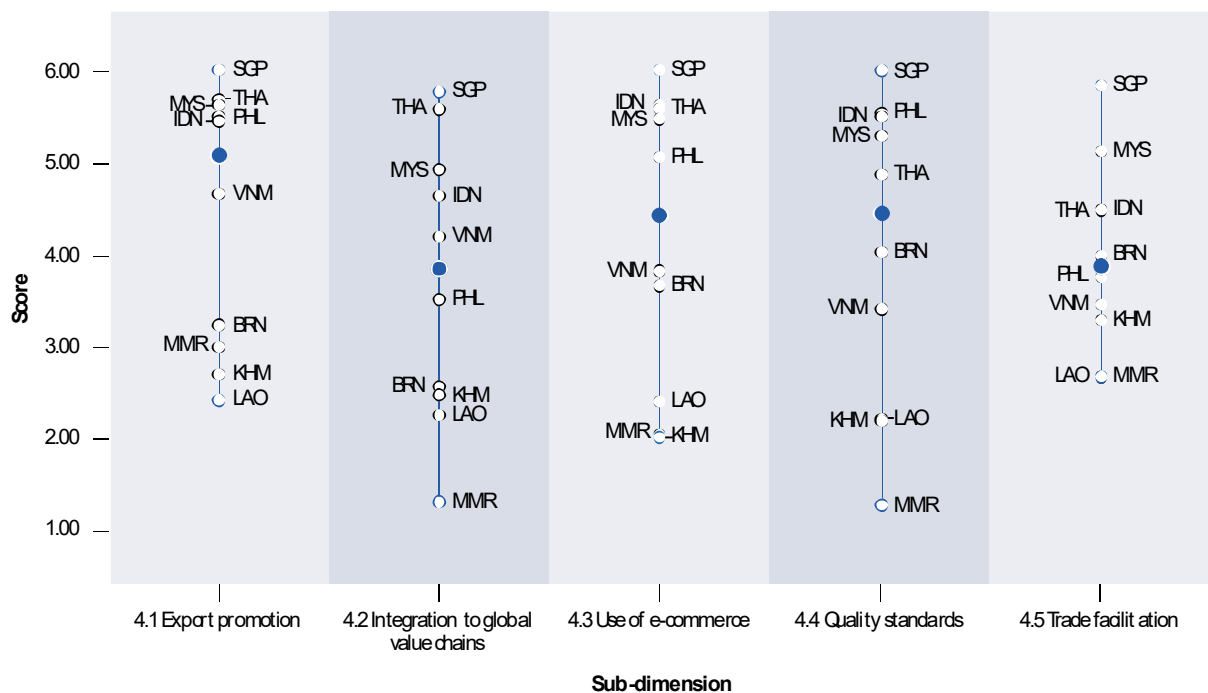 6.00
5.00
4.00
3.00
2.00
1.00
Score
SGP
THA
MYS
PHL
IDN
VNM
BRN
MMR
KHM
LAO
SGP
THA
MYS
IDN
VNM
PHL
BRN
KHM
LAO
MMR
SGP
IDN
THA
MYS
PHL
VNM
BRN
LAO
MMR
KHM
SGP
PHL
IDN
MYS
THA
BRN
VNM
KHM
LAO
MMR
SGP
MYS
THA
IDN
BRN
PHL
VNM
KHM
LAO
MMR
4.1 Export promotion
4.2 Integration to global
value chains
4.3 Use of e-commerce
4.4 Quality standards
4.5 Trade facilitation
Sub-dimension